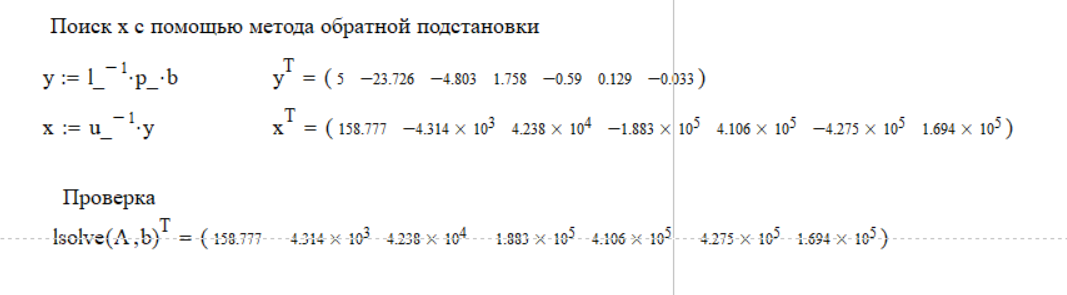 Поиск x с помощью метода обратной подстановки
y := l_⁻¹·p_·b yᵀ = ( 5 −23.726 −4.803 1.758 −0.59 0.129 −0.033 )
x := u_⁻¹·y xᵀ = ( 158.777 −4.314 × 10³ 4.238 × 10⁴ −1.883 × 10⁵ 4.106 × 10⁵ −4.275 × 10⁵ 1.694 × 10⁵ )
Проверка
lsolve(A,b)ᵀ = ( 158.777 −4.314 × 10³ 4.238 × 10⁴ −1.883 × 10⁵ 4.106 × 10⁵ −4.275 × 10⁵ 1.694 × 10⁵ )